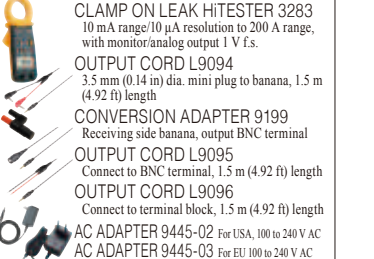 CLAMP ON LEAK HiTESTER 3283
10 mA range/10 μA resolution to 200 A range,
with monitor/analog output 1 V f.s.
OUTPUT CORD L9094
3.5 mm (0.14 in) dia. mini plug to banana, 1.5 m
(4.92 ft) length
CONVERSION ADAPTER 9199
Receiving side banana, output BNC terminal
OUTPUT CORD L9095
Connect to BNC terminal, 1.5 m (4.92 ft) length
OUTPUT CORD L9096
Connect to terminal block, 1.5 m (4.92 ft) length
AC ADAPTER 9445-02 For USA, 100 to 240 V AC
AC ADAPTER 9445-03 For EU 100 to 240 V AC